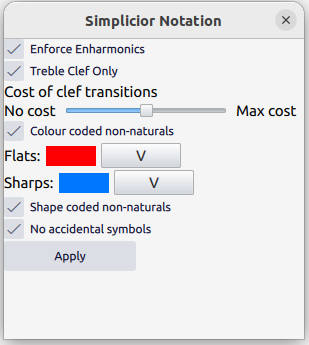 Simplicior Notation
Enforce Enharmonics
Treble Clef Only
Cost of clef transitions
No cost Max cost
Colour coded non-naturals
Flats: V
Sharps: V
Shape coded non-naturals
No accidental symbols
Apply